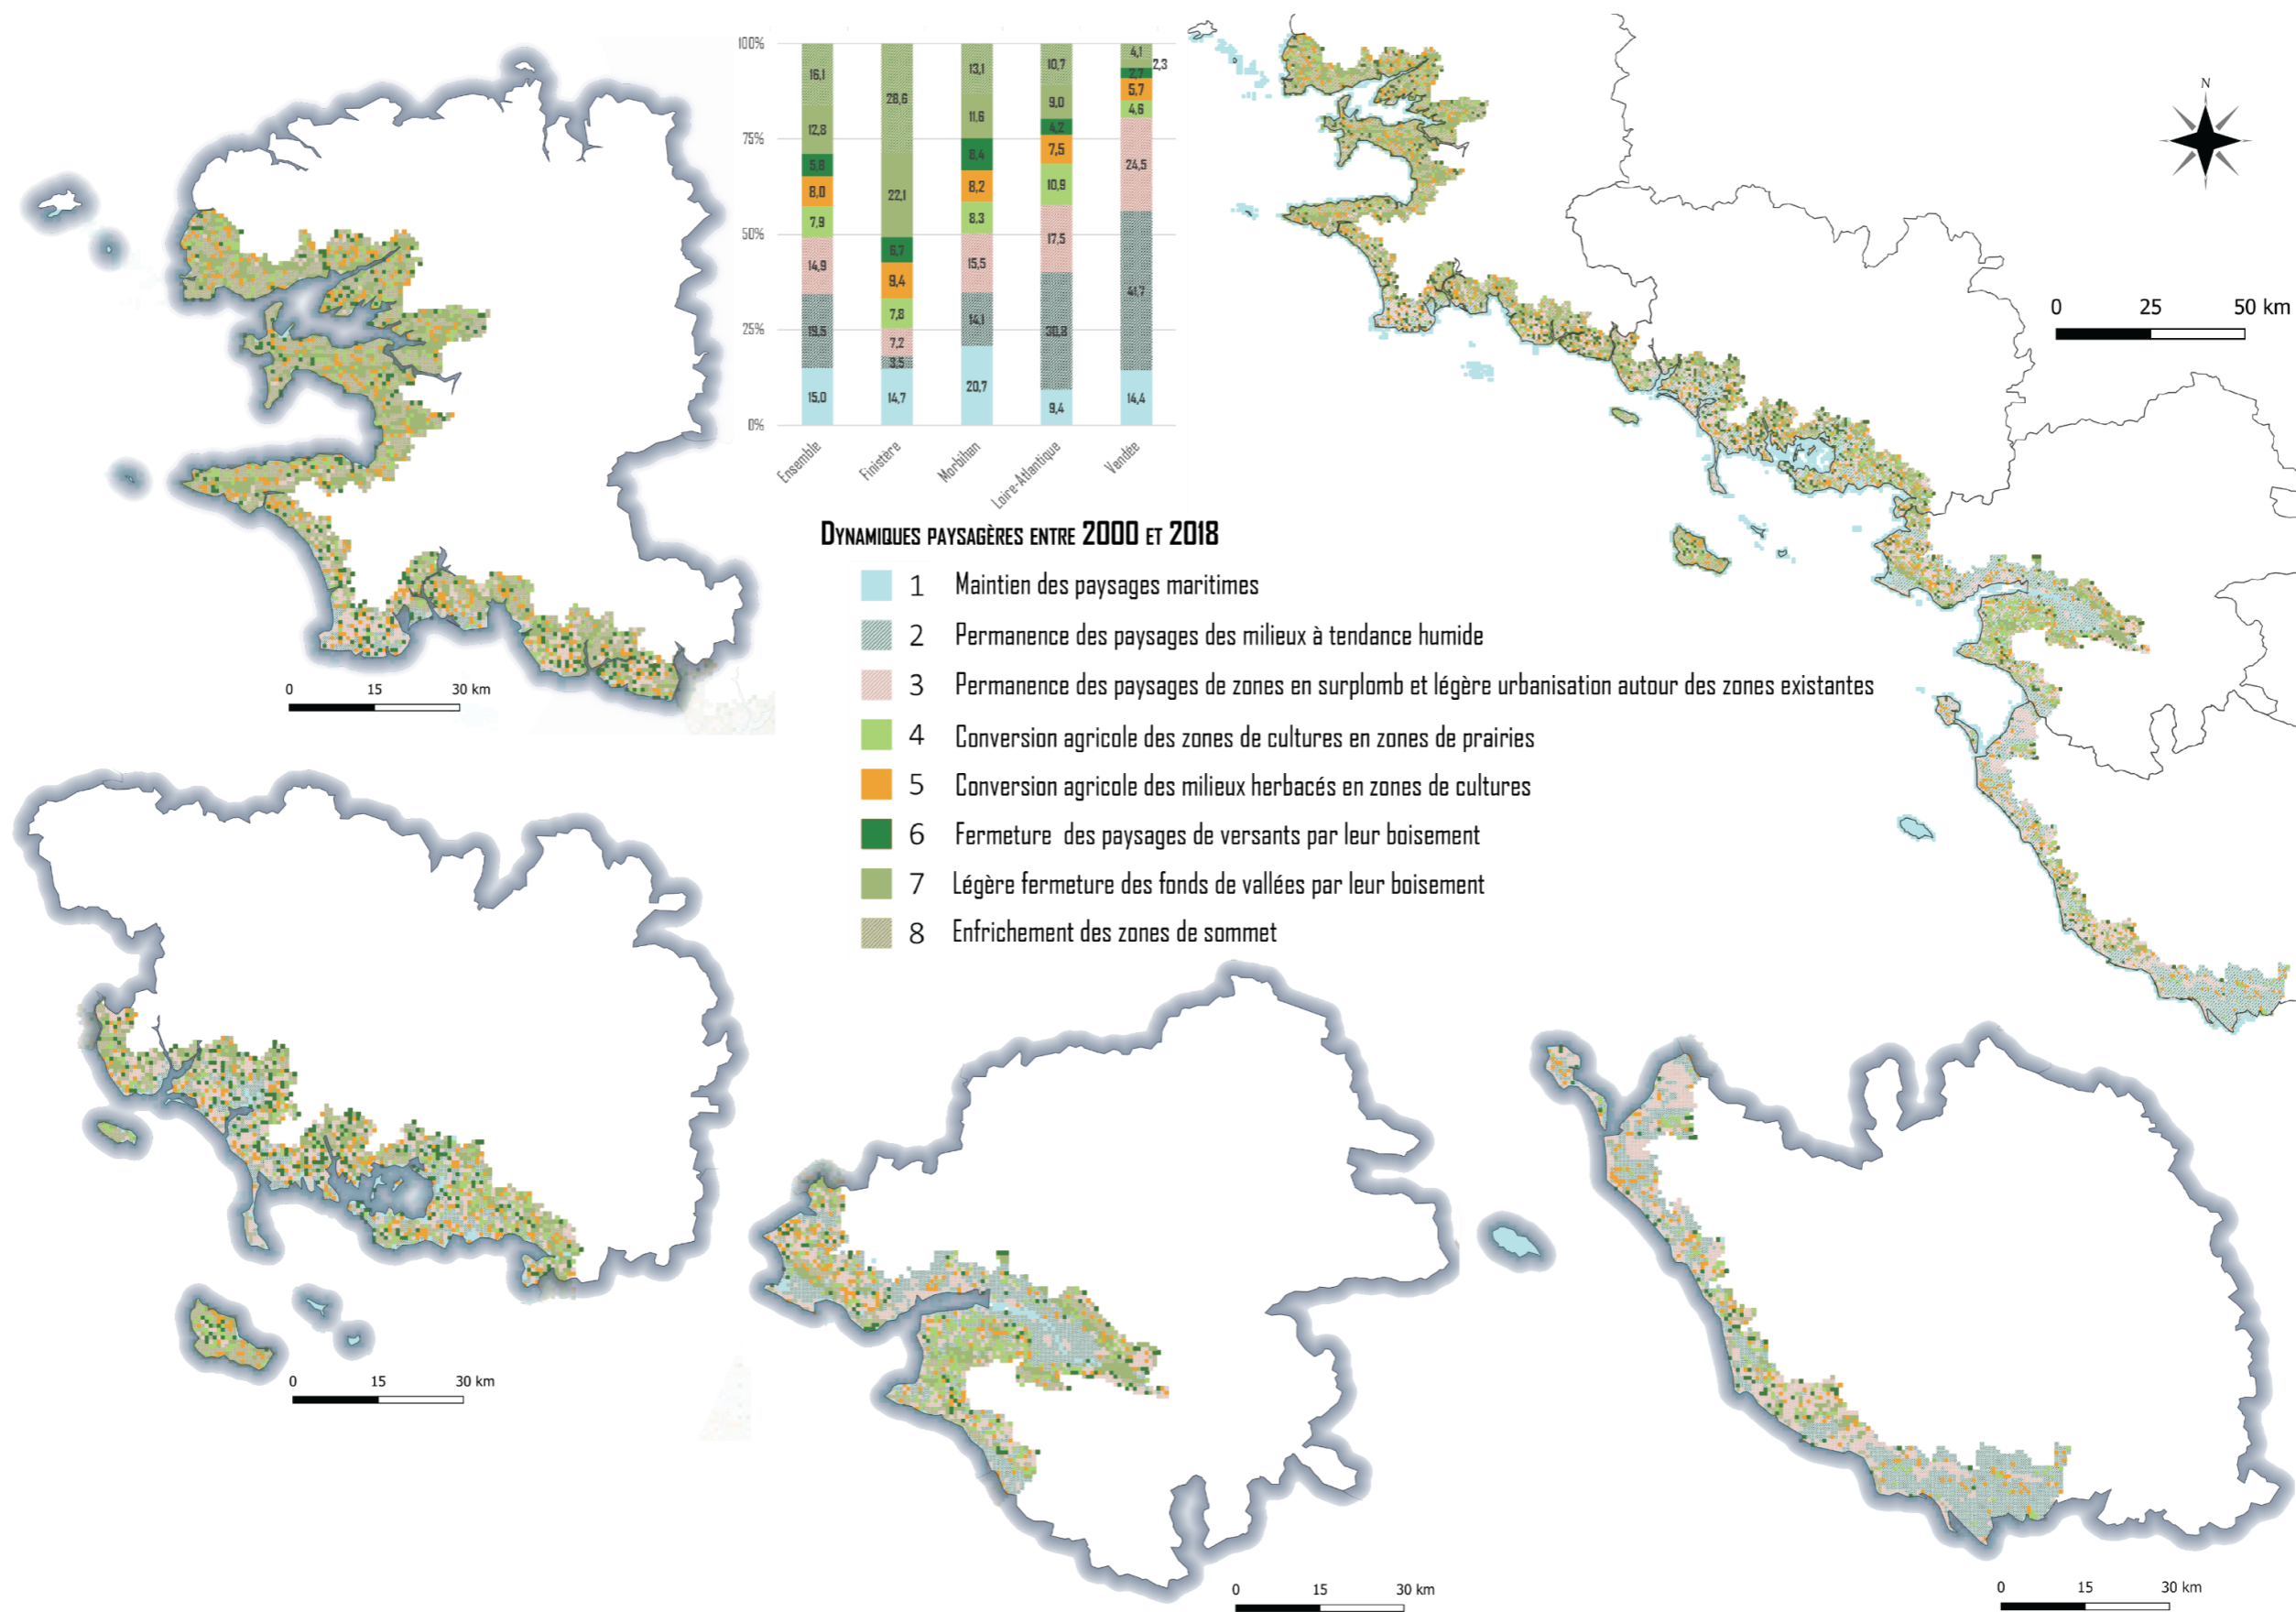 100%
75%
50%
25%
0%
16,1
12,8
5,8
8,0
7,9
14,9
19,5
15,0
28,6
22,1
6,7
9,4
7,8
7,2
3,5
14,7
13,1
11,6
8,4
8,2
8,3
15,5
14,1
20,7
10,7
9,0
4,2
7,5
10,9
17,5
30,8
9,4
4,1
2,3
2,7
5,7
4,6
24,5
41,7
14,4
Ensemble
Finistère
Morbihan
Loire-Atlantique
Vendée
N
0 25 50 km
Dynamiques paysagères entre 2000 et 2018
1 Maintien des paysages maritimes
2 Permanence des paysages des milieux à tendance humide
3 Permanence des paysages de zones en surplomb et légère urbanisation autour des zones existantes
4 Conversion agricole des zones de cultures en zones de prairies
5 Conversion agricole des milieux herbacés en zones de cultures
6 Fermeture des paysages de versants par leur boisement
7 Légère fermeture des fonds de vallées par leur boisement
8 Enfrichement des zones de sommet
0 15 30 km
0 15 30 km
0 15 30 km
0 15 30 km